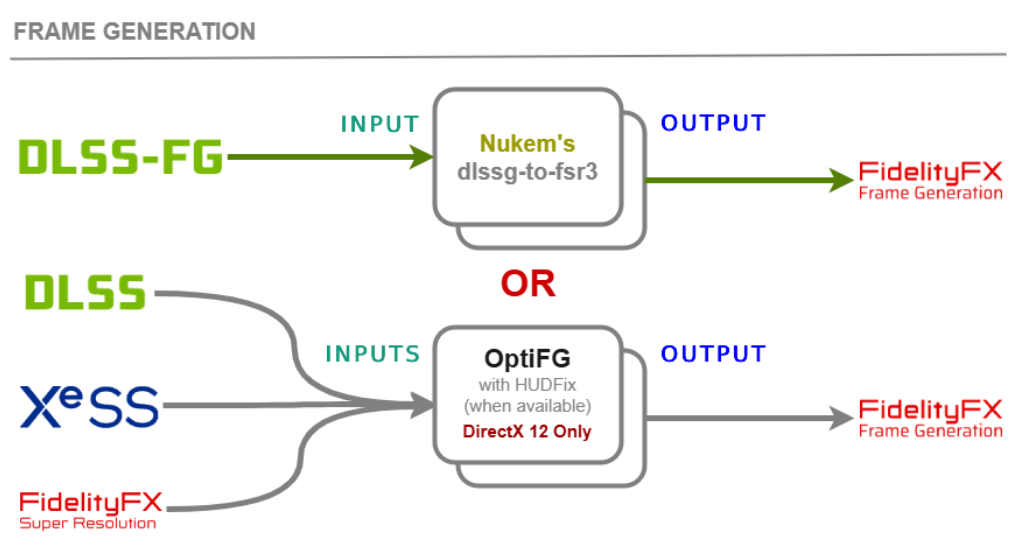 FRAME GENERATION
DLSS-FG
INPUT
Nukem's
dlssg-to-fsr3
OUTPUT
FidelityFX
Frame Generation
OR
DLSS
XeSS
FidelityFX
Super Resolution
INPUTS
OptiFG
with HUDFix
(when available)
DirectX 12 Only
OUTPUT
FidelityFX
Frame Generation